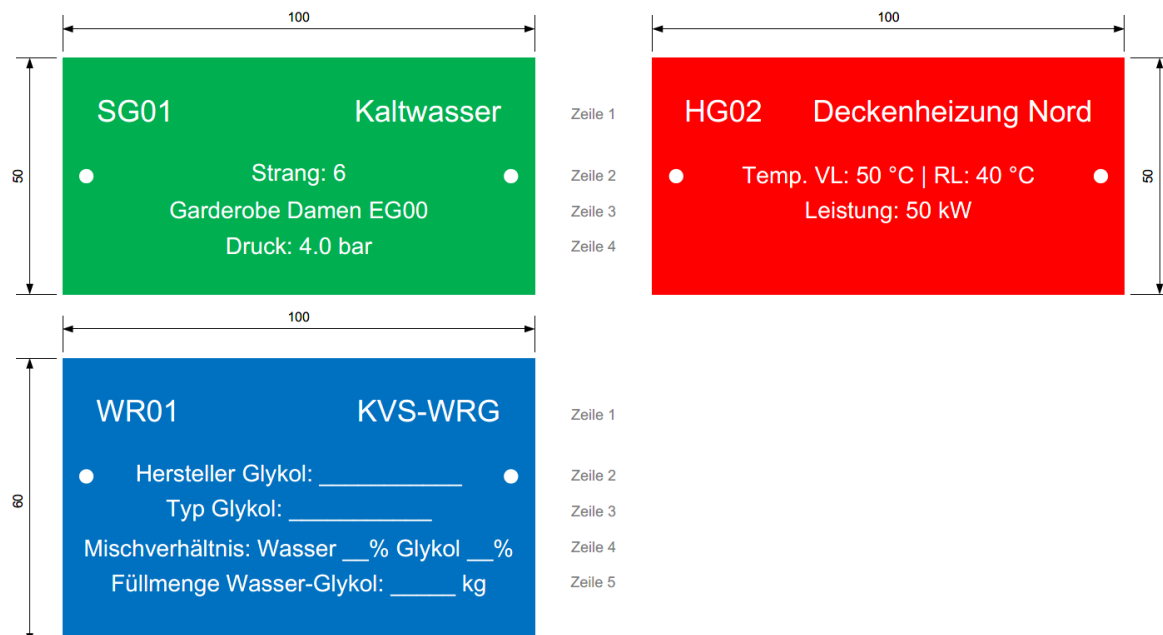 100
100
50
SG01 Kaltwasser
Zeile 1
HG02 Deckenheizung Nord
Strang: 6
Zeile 2
Temp. VL: 50 °C | RL: 40 °C
50
Garderobe Damen EG00
Zeile 3
Leistung: 50 kW
Druck: 4.0 bar
Zeile 4
100
60
WR01 KVS-WRG
Zeile 1
Hersteller Glykol: ___________
Zeile 2
Typ Glykol: ___________
Zeile 3
Mischverhältnis: Wasser __% Glykol __%
Zeile 4
Füllmenge Wasser-Glykol: _____ kg
Zeile 5